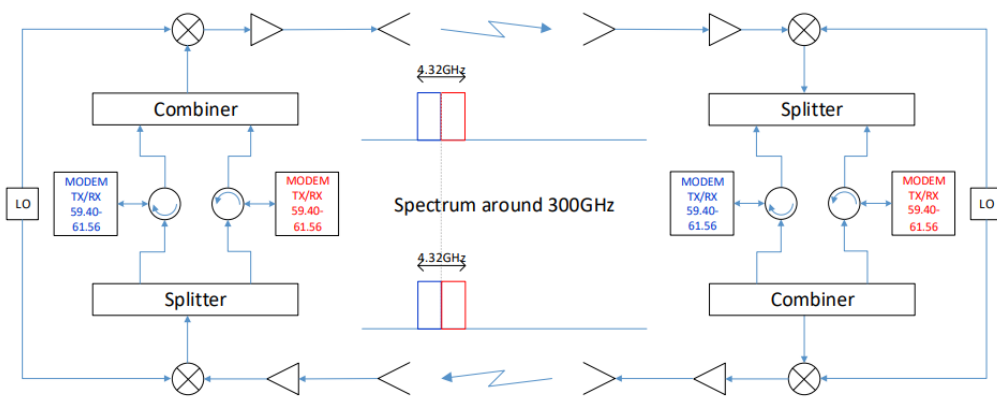 4.32GHz
Combiner
Splitter
LO
MODEM
TX/RX
59.40-
61.56
MODEM
TX/RX
59.40-
61.56
Spectrum around 300GHz
MODEM
TX/RX
59.40-
61.56
MODEM
TX/RX
59.40-
61.56
LO
4.32GHz
Splitter
Combiner